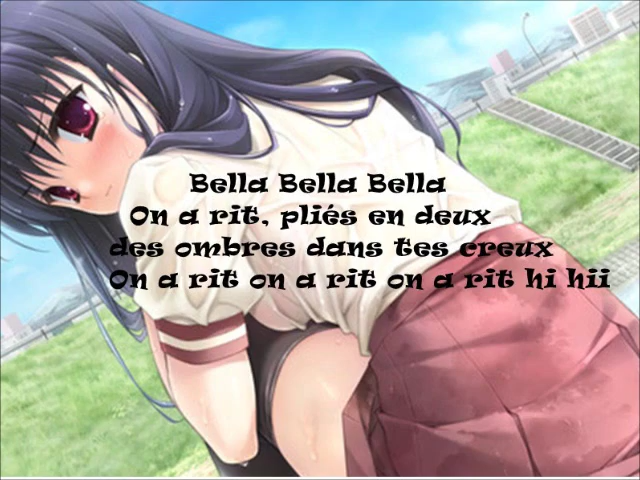 Bella Bella Bella
On a rit, pliés en deux
des ombres dans tes creux
On a rit on a rit on a rit hi hii